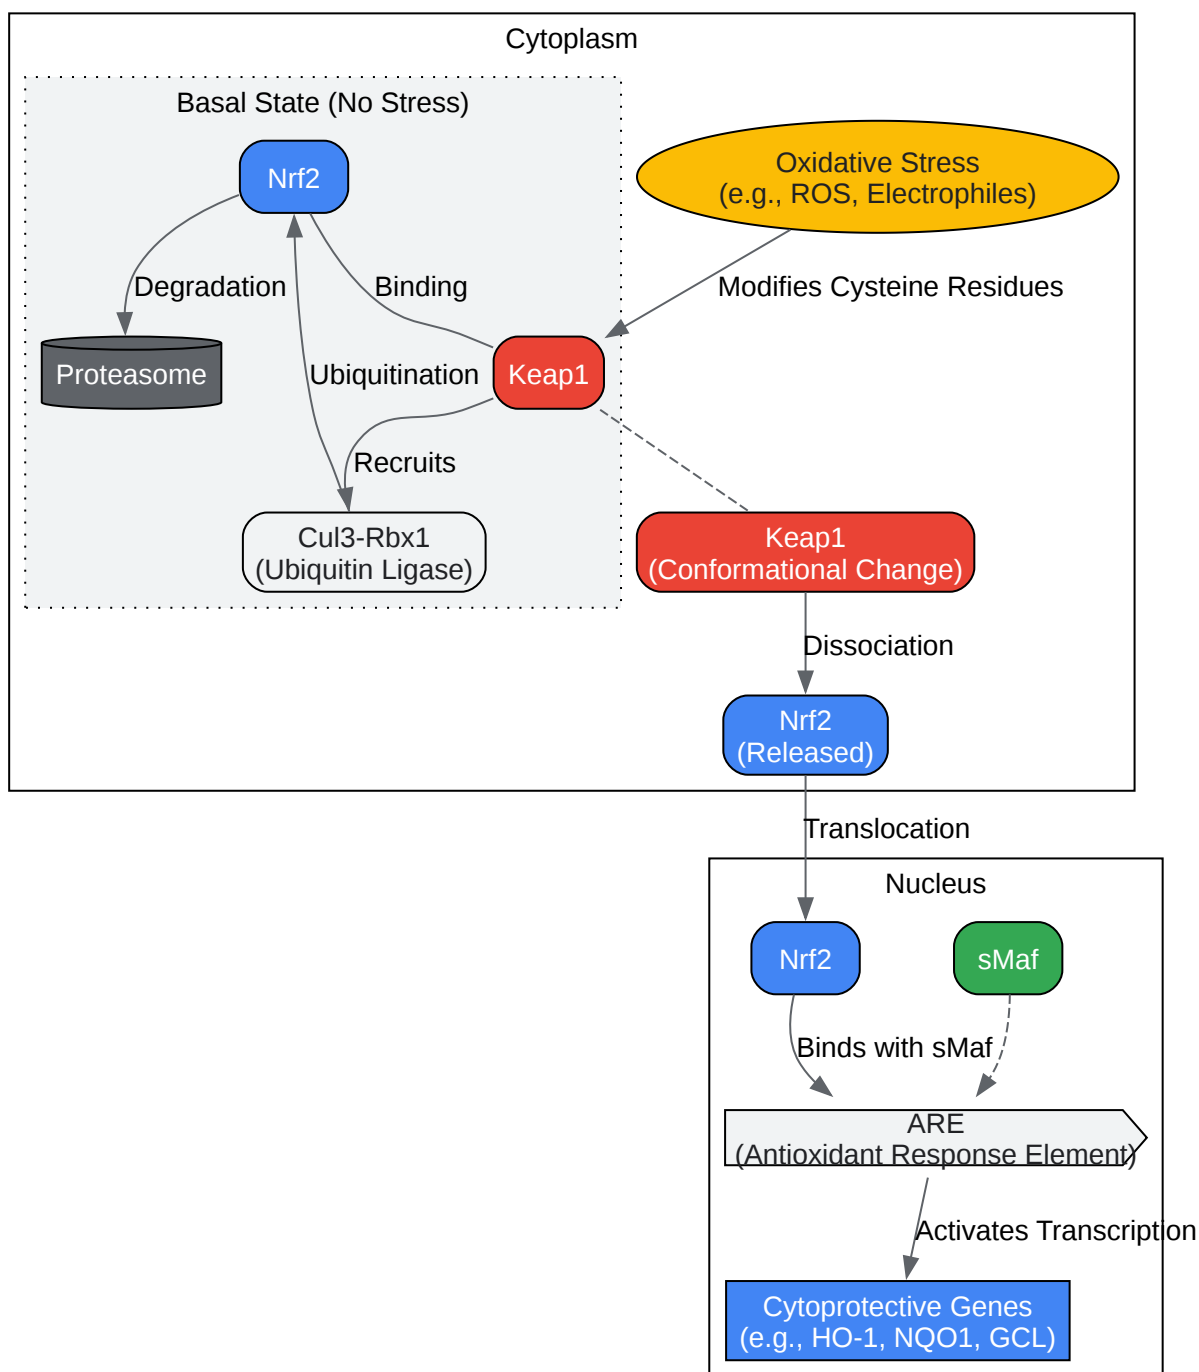 Cytoplasm
Basal State (No Stress)
Nrf2
Oxidative Stress
(e.g., ROS, Electrophiles)
Degradation
Binding
Modifies Cysteine Residues
Proteasome
Ubiquitination
Keap1
Recruits
Cul3-Rbx1
(Ubiquitin Ligase)
Keap1
(Conformational Change)
Dissociation
Nrf2
(Released)
Translocation
Nucleus
Nrf2
sMaf
Binds with sMaf
ARE
(Antioxidant Response Element)
Activates Transcription
Cytoprotective Genes
(e.g., HO-1, NQO1, GCL)